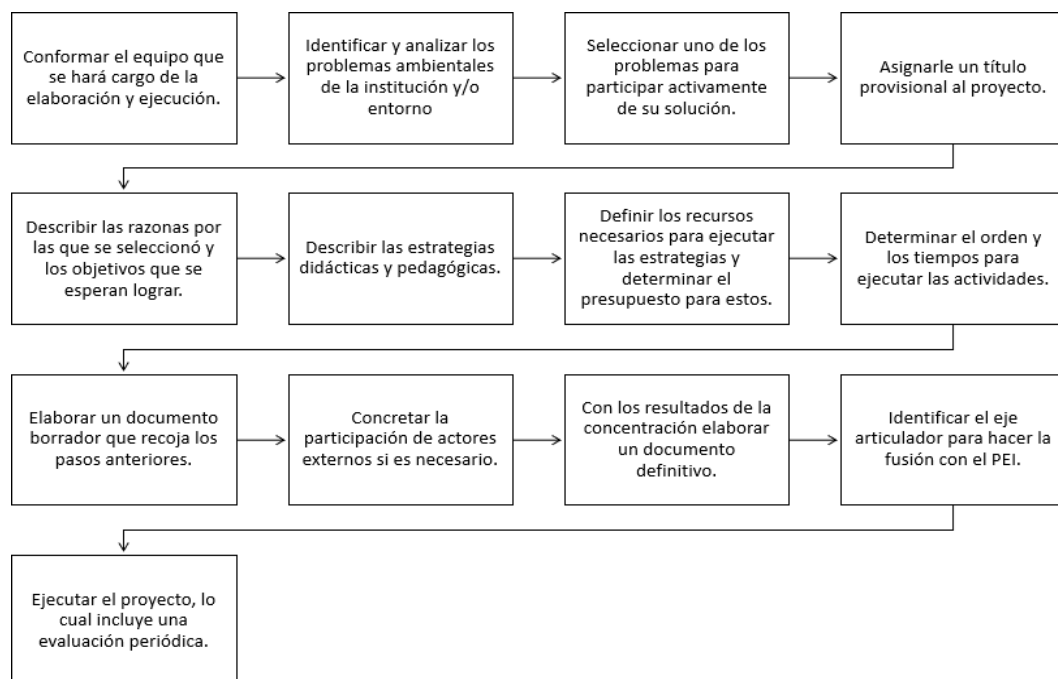 Conformar el equipo que
se hará cargo de la
elaboración y ejecución.
Identificar y analizar los
problemas ambientales
de la institución y/o
entorno
Seleccionar uno de los
problemas para
participar activamente
de su solución.
Asignarle un título
provisional al proyecto.
Describir las razonas por
las que se seleccionó y
los objetivos que se
esperan lograr.
Describir las estrategias
didácticas y pedagógicas.
Definir los recursos
necesarios para ejecutar
las estrategias y
determinar el
presupuesto para estos.
Determinar el orden y
los tiempos para
ejecutar las actividades.
Elaborar un documento
borrador que recoja los
pasos anteriores.
Concretar la
participación de actores
externos si es necesario.
Con los resultados de la
concentración elaborar
un documento
definitivo.
Identificar el eje
articulador para hacer la
fusión con el PEI.
Ejecutar el proyecto, lo
cual incluye una
evaluación periódica.